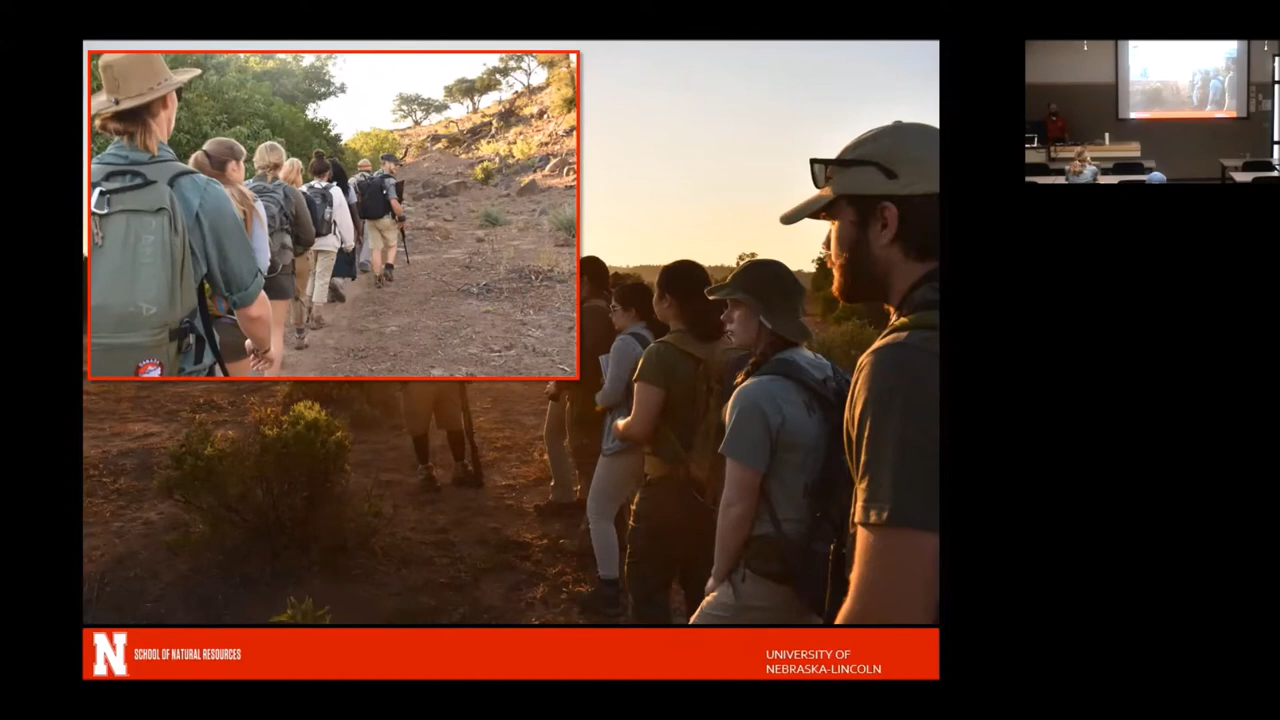 N
SCHOOL OF NATURAL RESOURCES
UNIVERSITY OF
NEBRASKA-LINCOLN